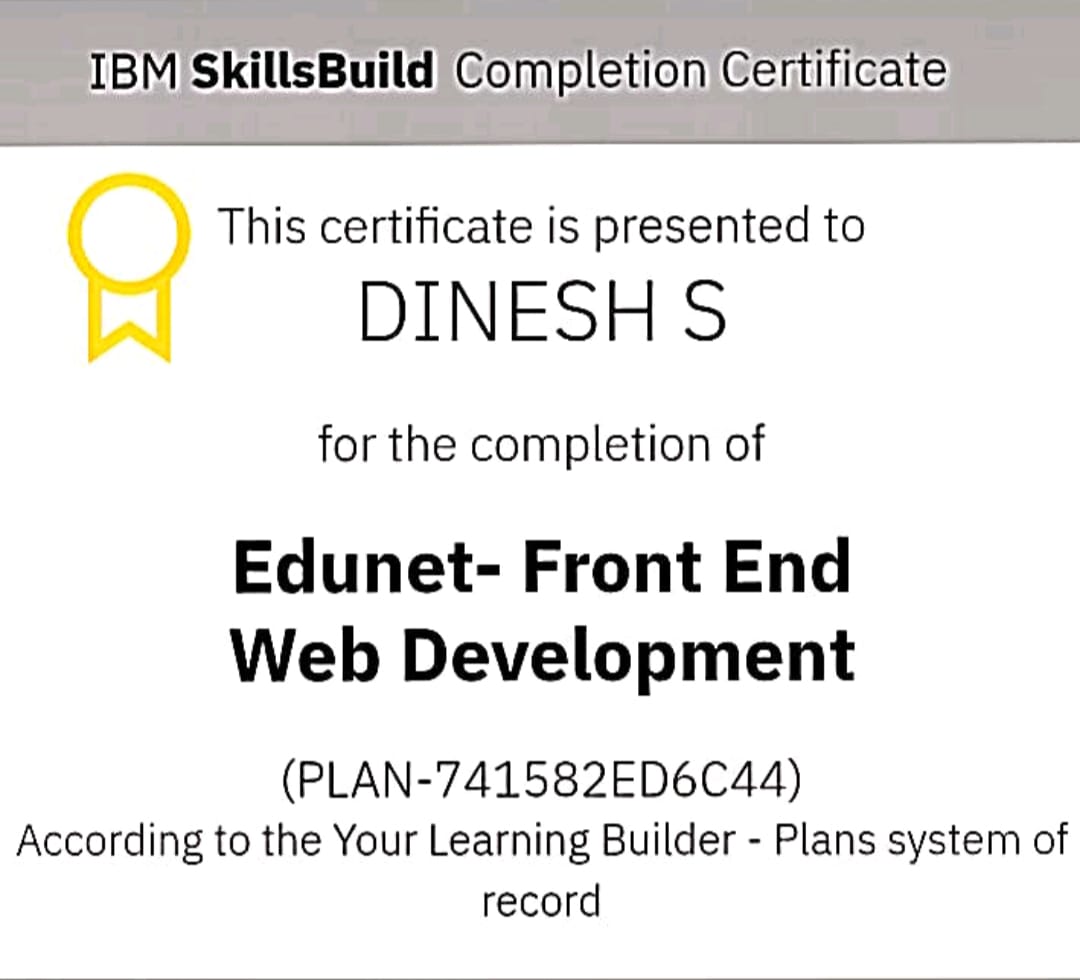 IBM SkillsBuild Completion Certificate
This certificate is presented to
DINESH S
for the completion of
Edunet- Front End
Web Development
(PLAN-741582ED6C44)
According to the Your Learning Builder - Plans system of
record